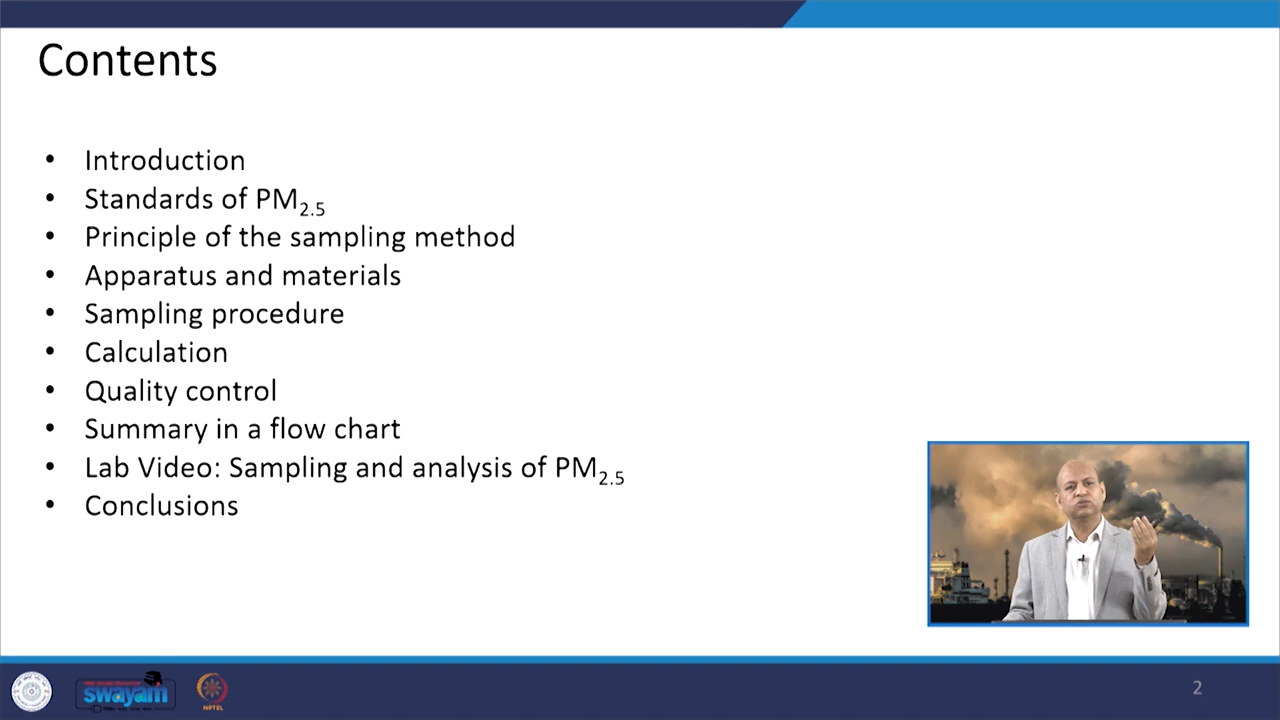 Contents
• Introduction
• Standards of PM2.5
• Principle of the sampling method
• Apparatus and materials
• Sampling procedure
• Calculation
• Quality control
• Summary in a flow chart
• Lab Video: Sampling and analysis of PM2.5
• Conclusions
swayam
NPTEL
2